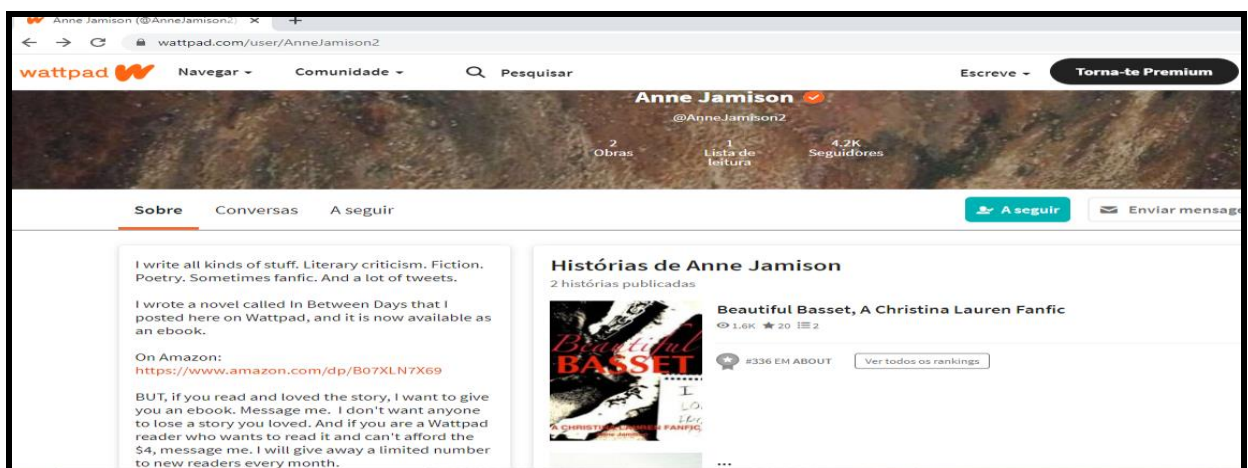 Anne Jamison (@AnneJamison2)
wattpad.com/user/AnneJamison2
wattpad
Navegar
Comunidade
Pesquisar
Escreve
Torna-te Premium
Anne Jamison
@AnneJamison2
2
Obras
1
Lista de
leitura
4.2K
Seguidores
Sobre
Conversas
A seguir
A seguir
Enviar mensage
I write all kinds of stuff. Literary criticism. Fiction.
Poetry. Sometimes fanfic. And a lot of tweets.
I wrote a novel called In Between Days that I
posted here on Wattpad, and it is now available as
an ebook.
On Amazon:
https://www.amazon.com/dp/B07XLN7X69
BUT, if you read and loved the story, I want to give
you an ebook. Message me. I don't want anyone
to lose a story you loved. And if you are a Wattpad
reader who wants to read it and can't afford the
$4, message me. I will give away a limited number
to new readers every month.
Histórias de Anne Jamison
2 histórias publicadas
Beautiful
BASSET
I
A CHRISTINA LAUREN FANFIC
Anne Jamison
Beautiful Basset, A Christina Lauren Fanfic
1.6K 20 2
#336 EM ABOUT
Ver todos os rankings
...